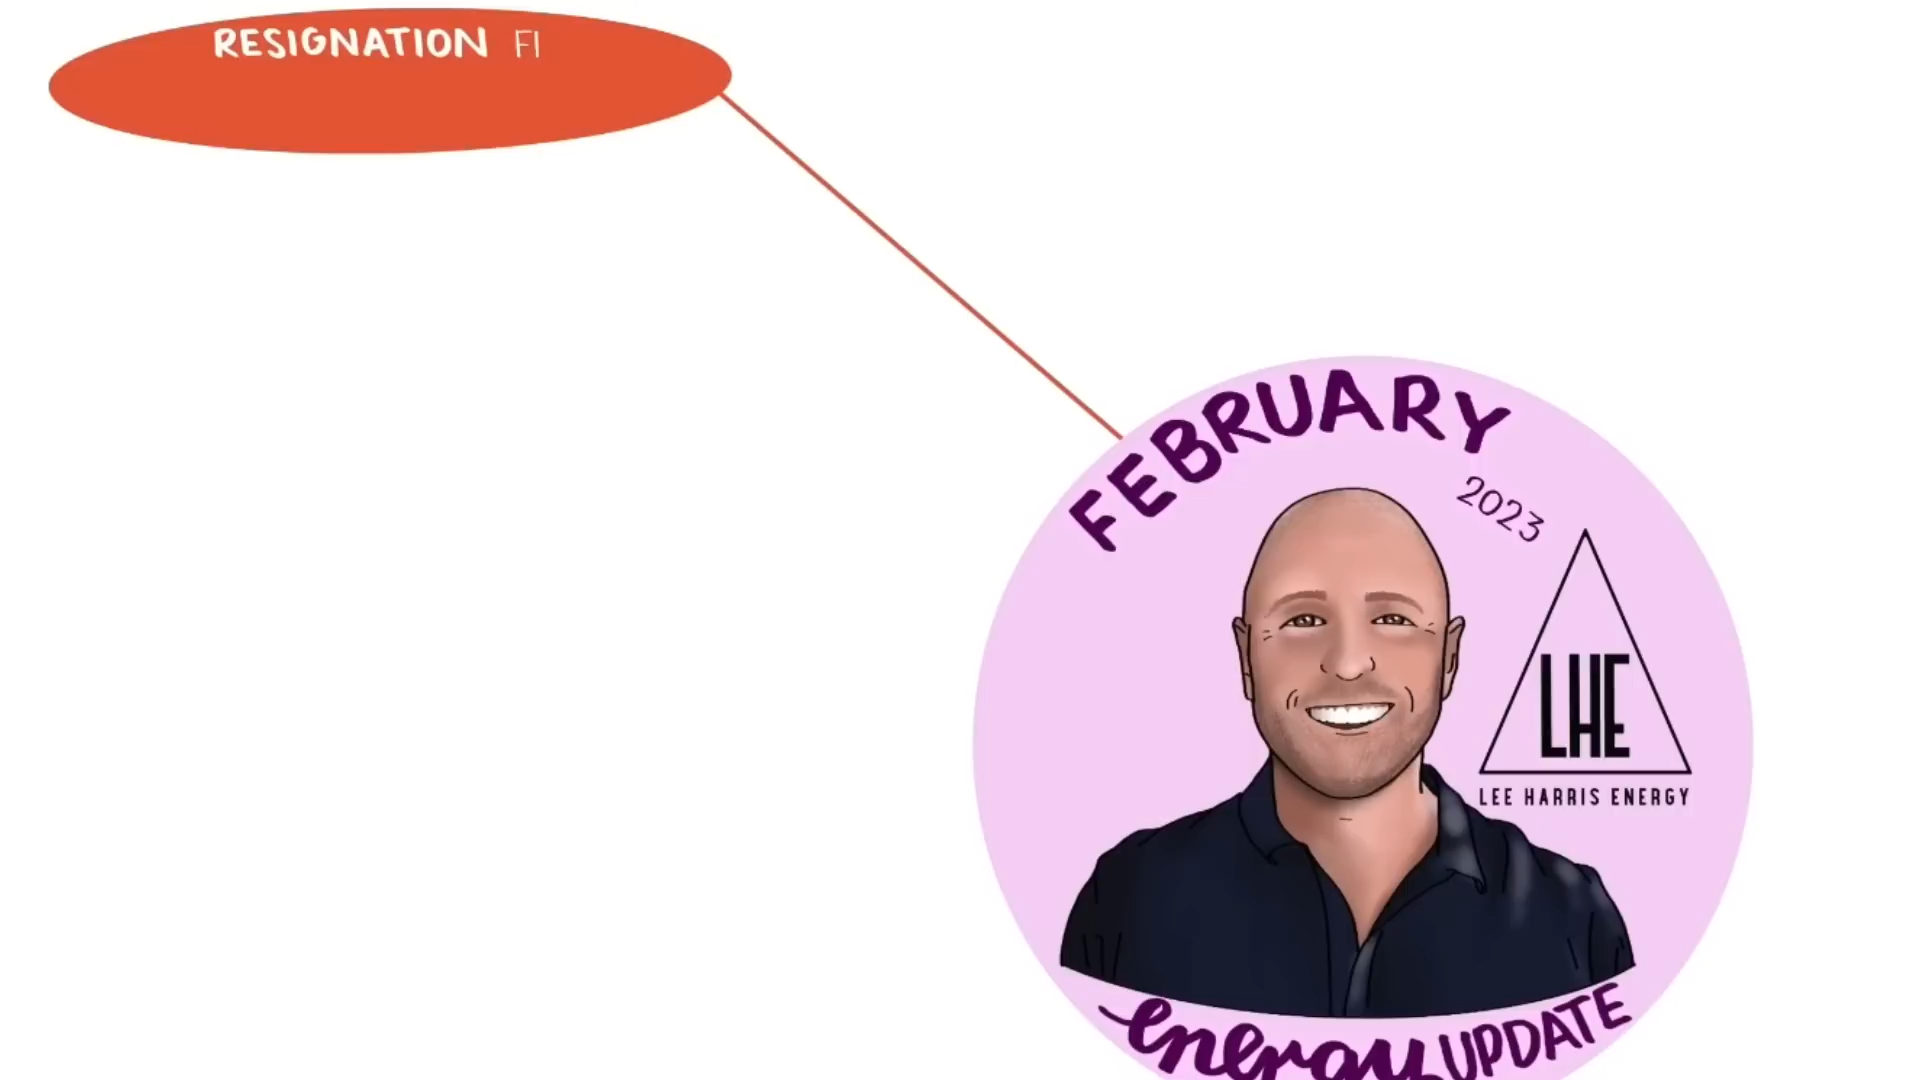 RESIGNATION FI
FEBRUARY
2023
LHE
LEE HARRIS ENERGY
energy UPDATE